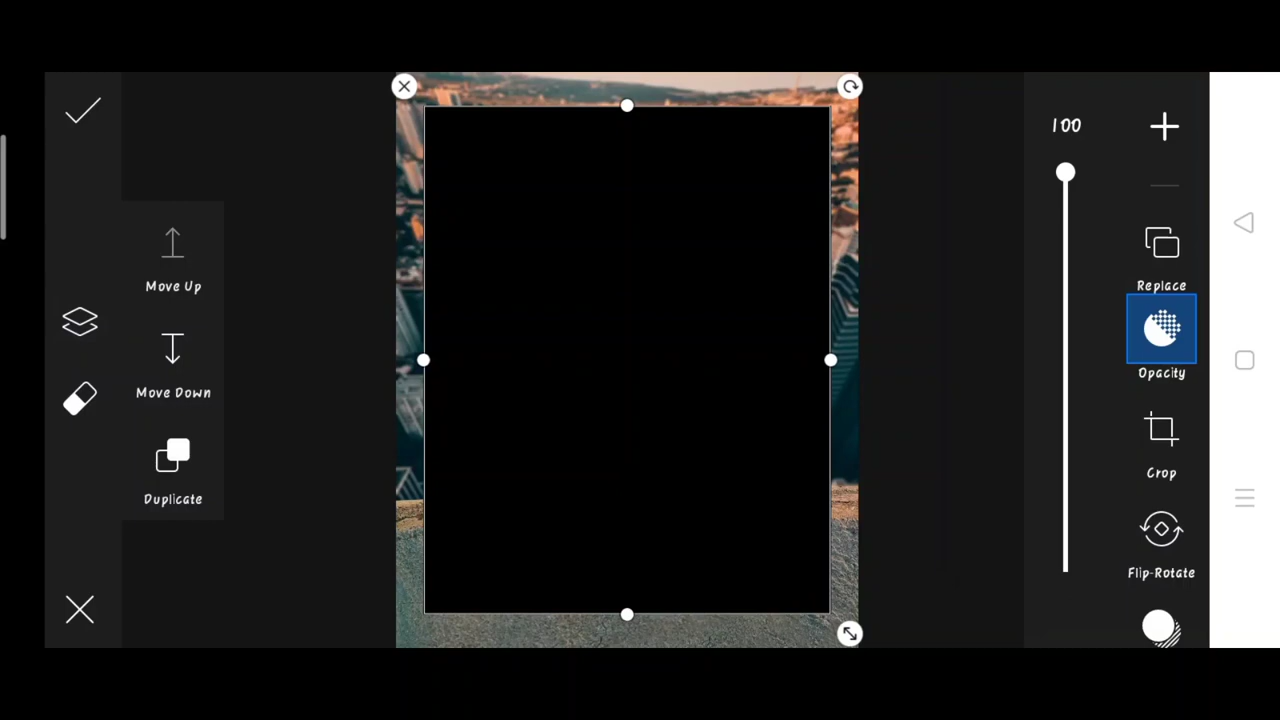 100
Move Up
Replace
Opacity
Move Down
Crop
Duplicate
Flip-Rotate